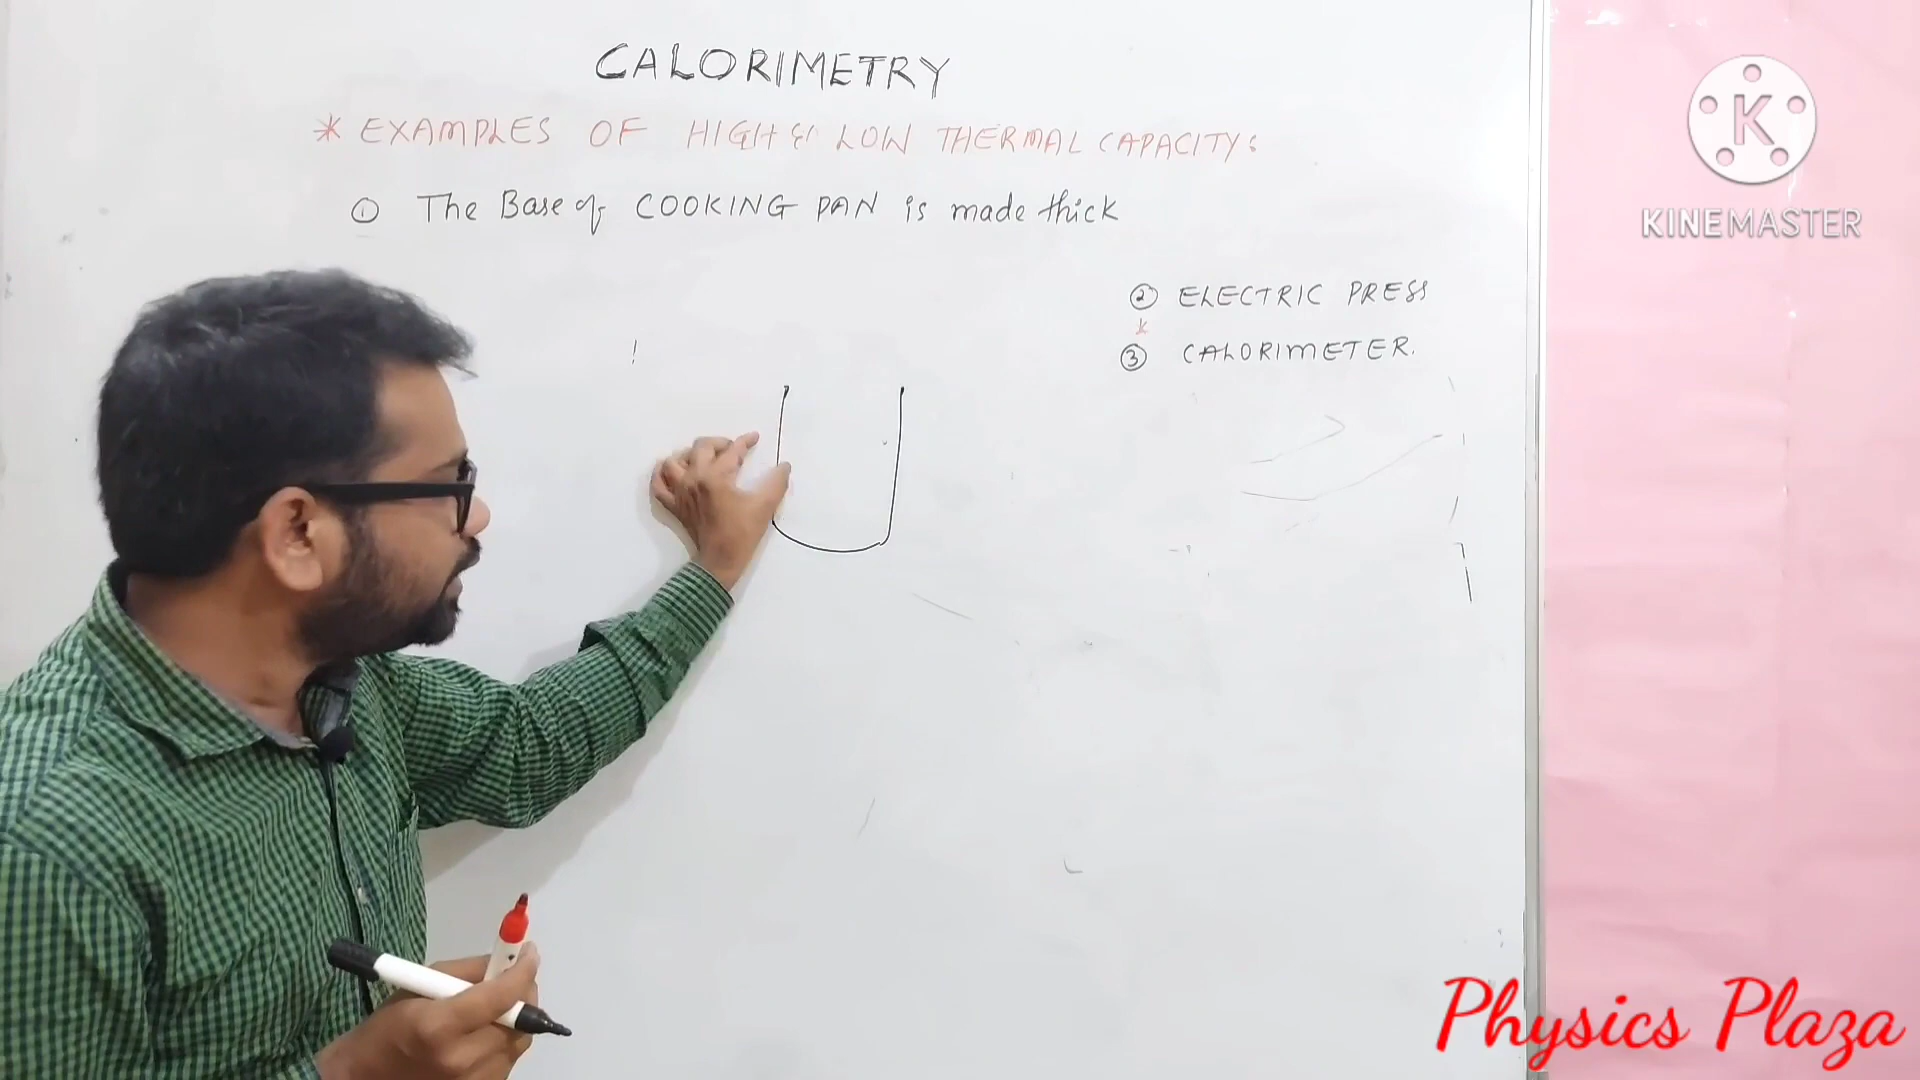 CALORIMETRY
* EXAMPLES OF HIGH & LOW THERMAL CAPACITY:
① The Base of COOKING PAN is made thick
② ELECTRIC PRESS
③ CALORIMETER.
K
KINEMASTER
Physics Plaza